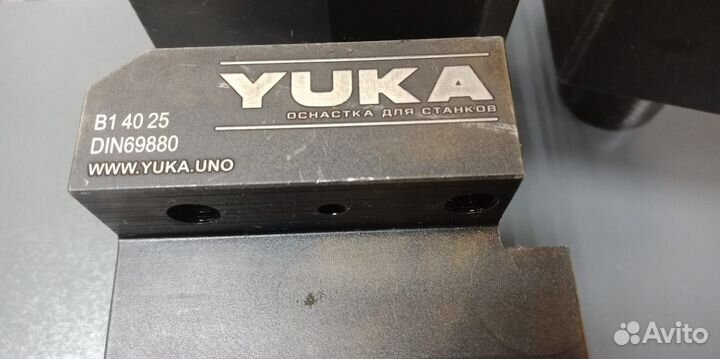 YUKA
ОСНАСТКА ДЛЯ СТАНКОВ
B1 40 25
DIN69880
WWW.YUKA.UNO
Avito